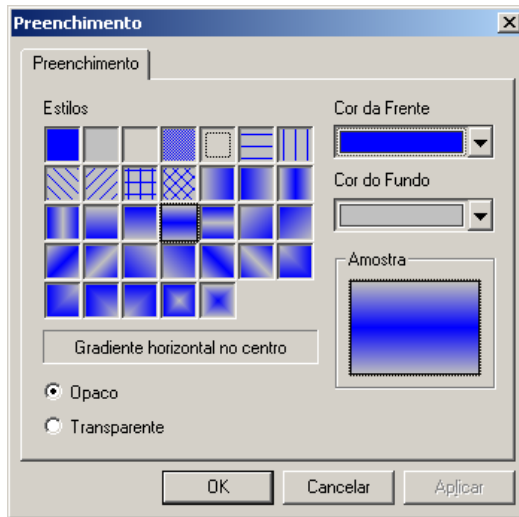 Preenchimento
Preenchimento
Estilos
Cor da Frente
Cor do Fundo
Amostra
Gradiente horizontal no centro
Opaco
Transparente
OK
Cancelar
Aplicar